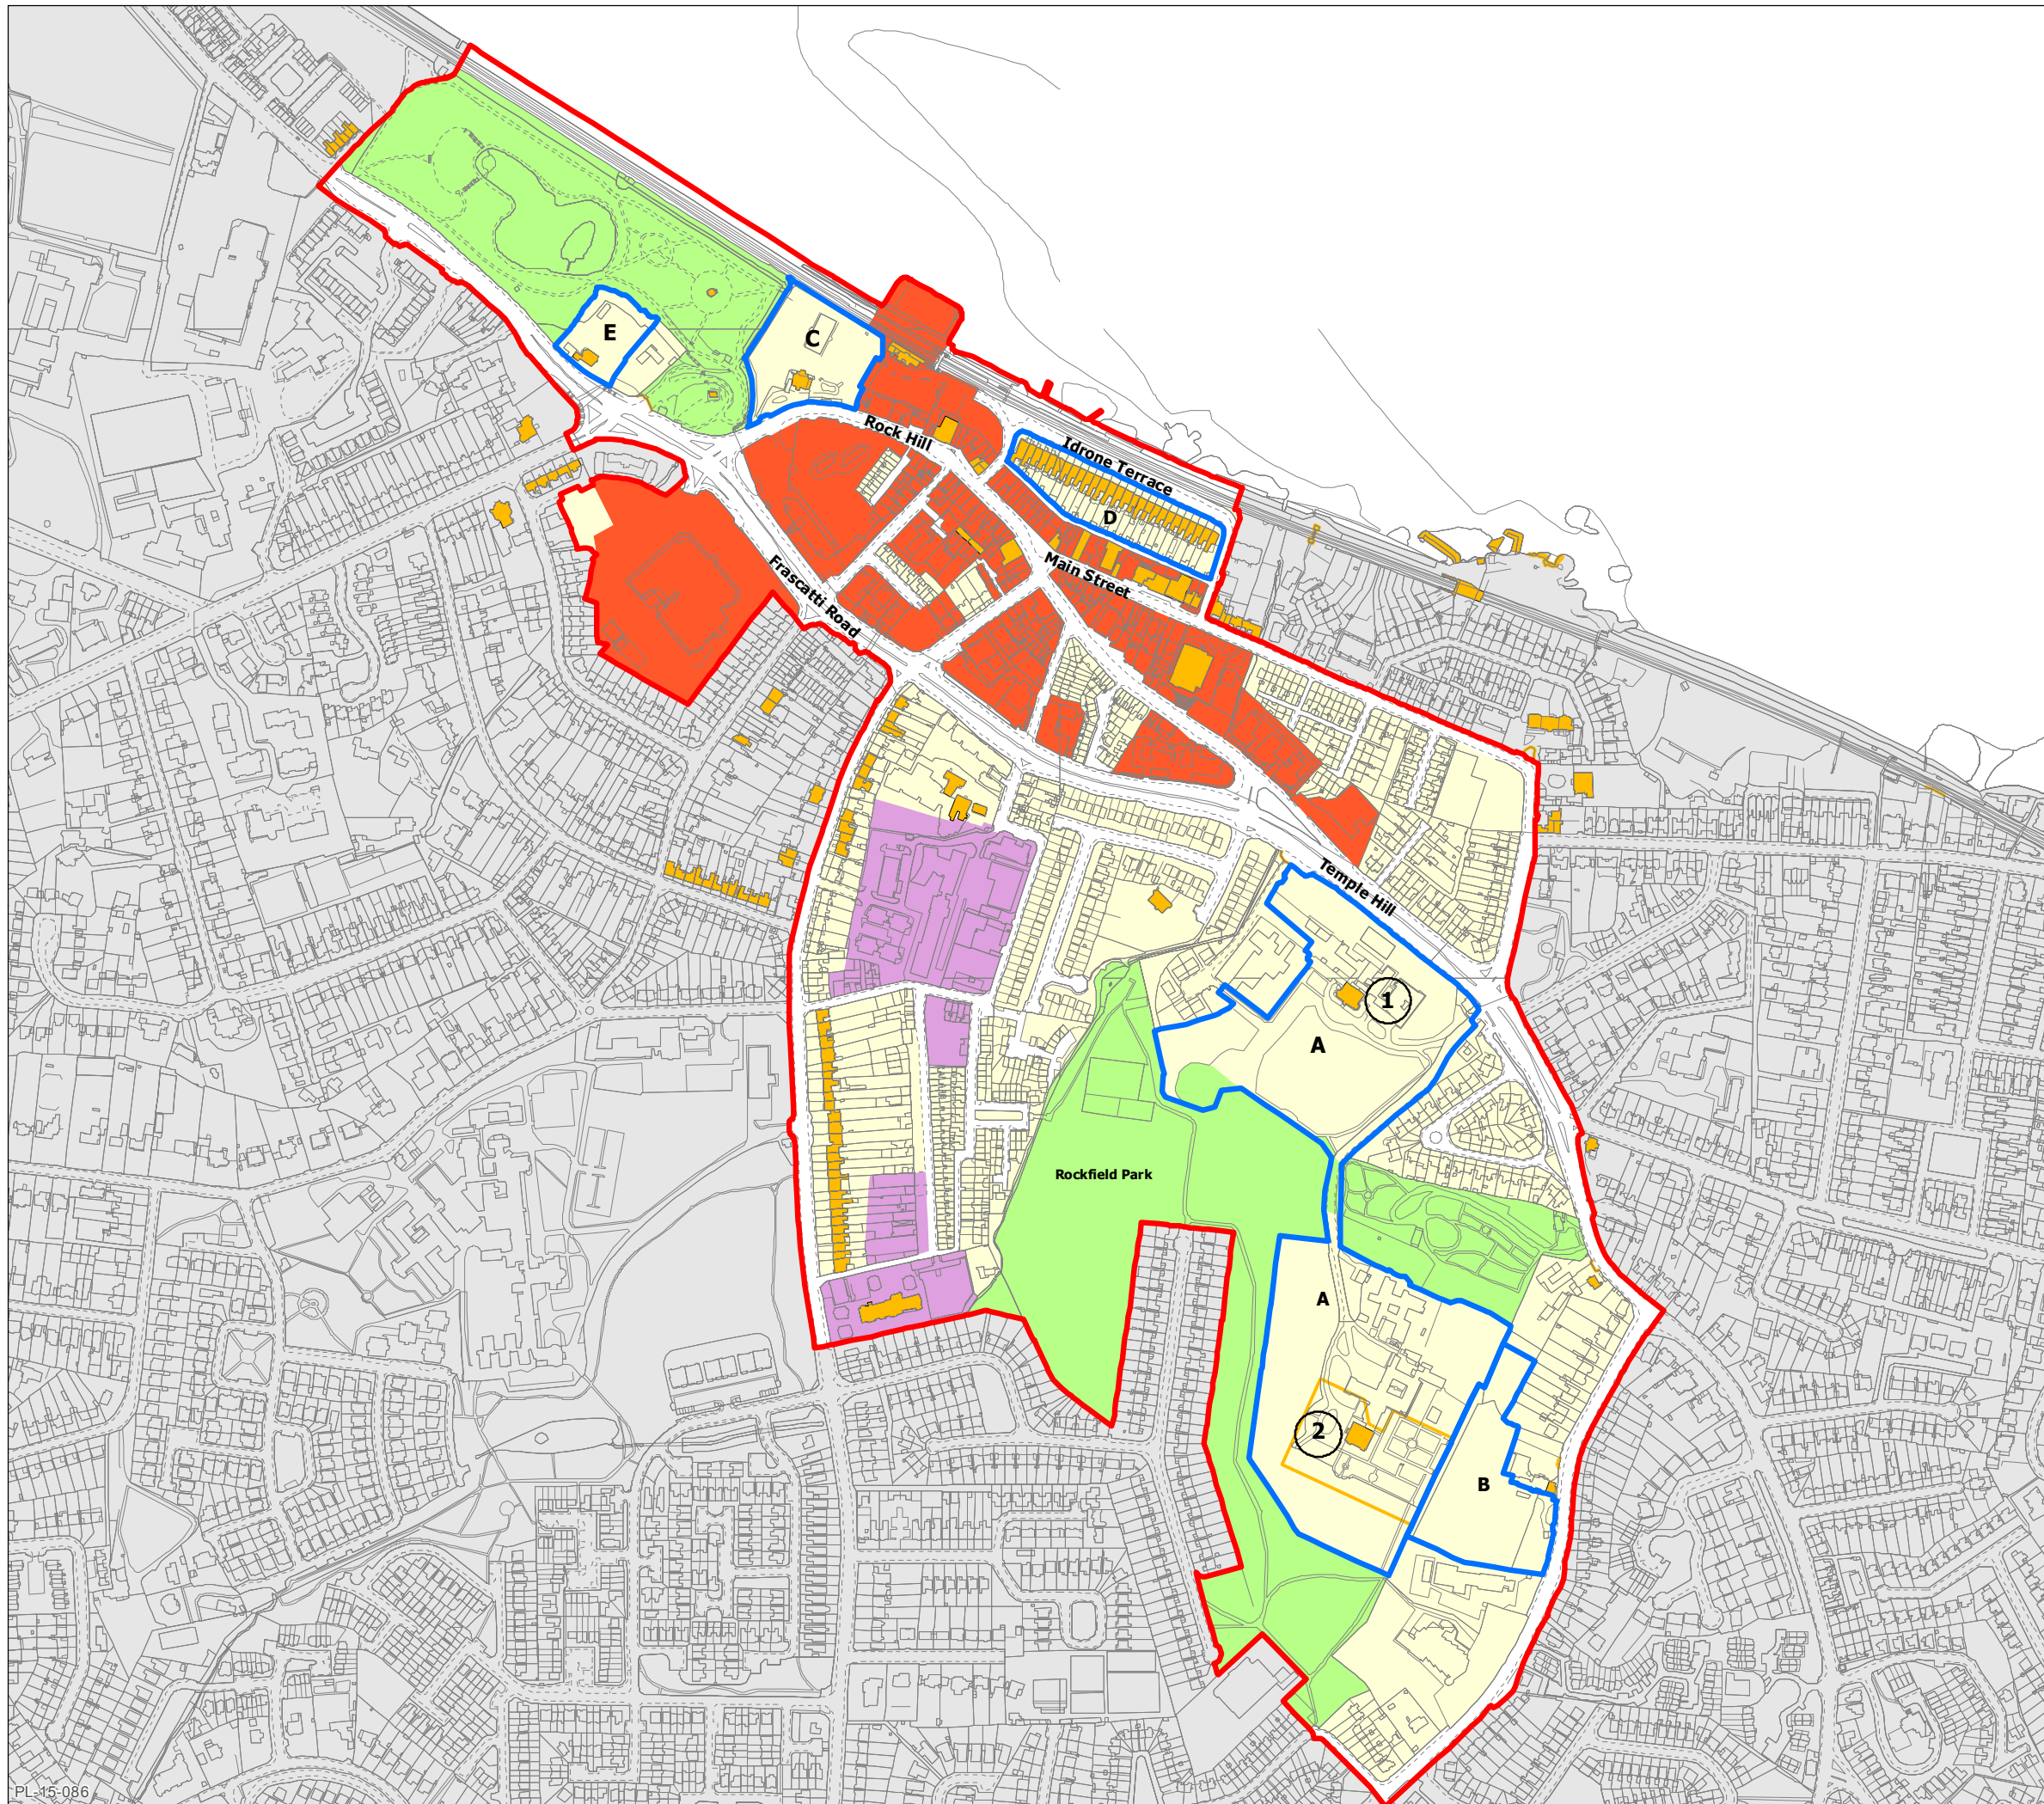 E
C
Rock Hill
Idrone Terrace
D
Main Street
Frascatti Road
Temple Hill
1
A
Rockfield Park
A
2
B
PL-15-086